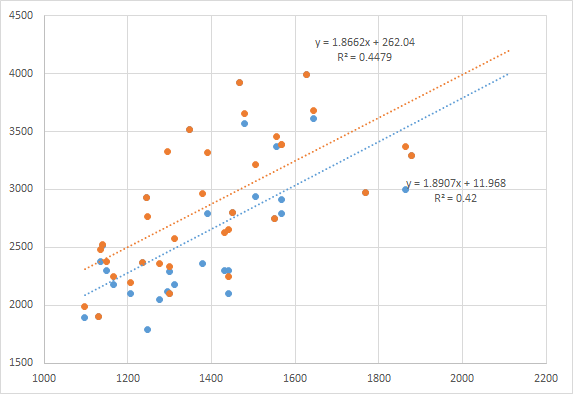 4500
4000
3500
3000
2500
2000
1500
y = 1.8662x + 262.04
R² = 0.4479
y = 1.8907x + 11.968
R² = 0.42
1000 1200 1400 1600 1800 2000 2200